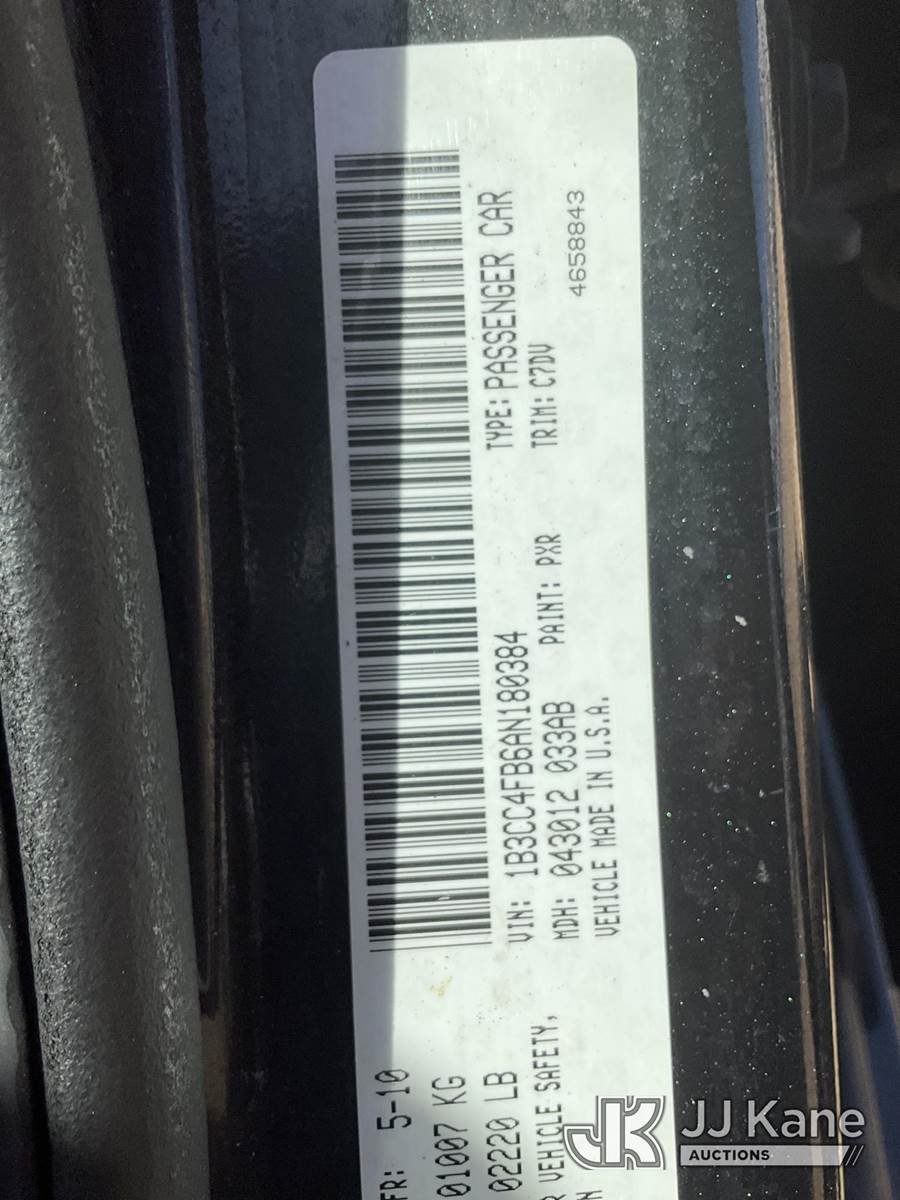 FR: 5-10
01007 KG
02220 LB
VEHICLE SAFETY,
VIN: 1B3CC4FB6AN180384 TYPE: PASSENGER CAR
MDH: 043012 033AB PAINT: PXR TRIM: C7DV
VEHICLE MADE IN U.S.A. 4658843
JK JJ Kane
AUCTIONS